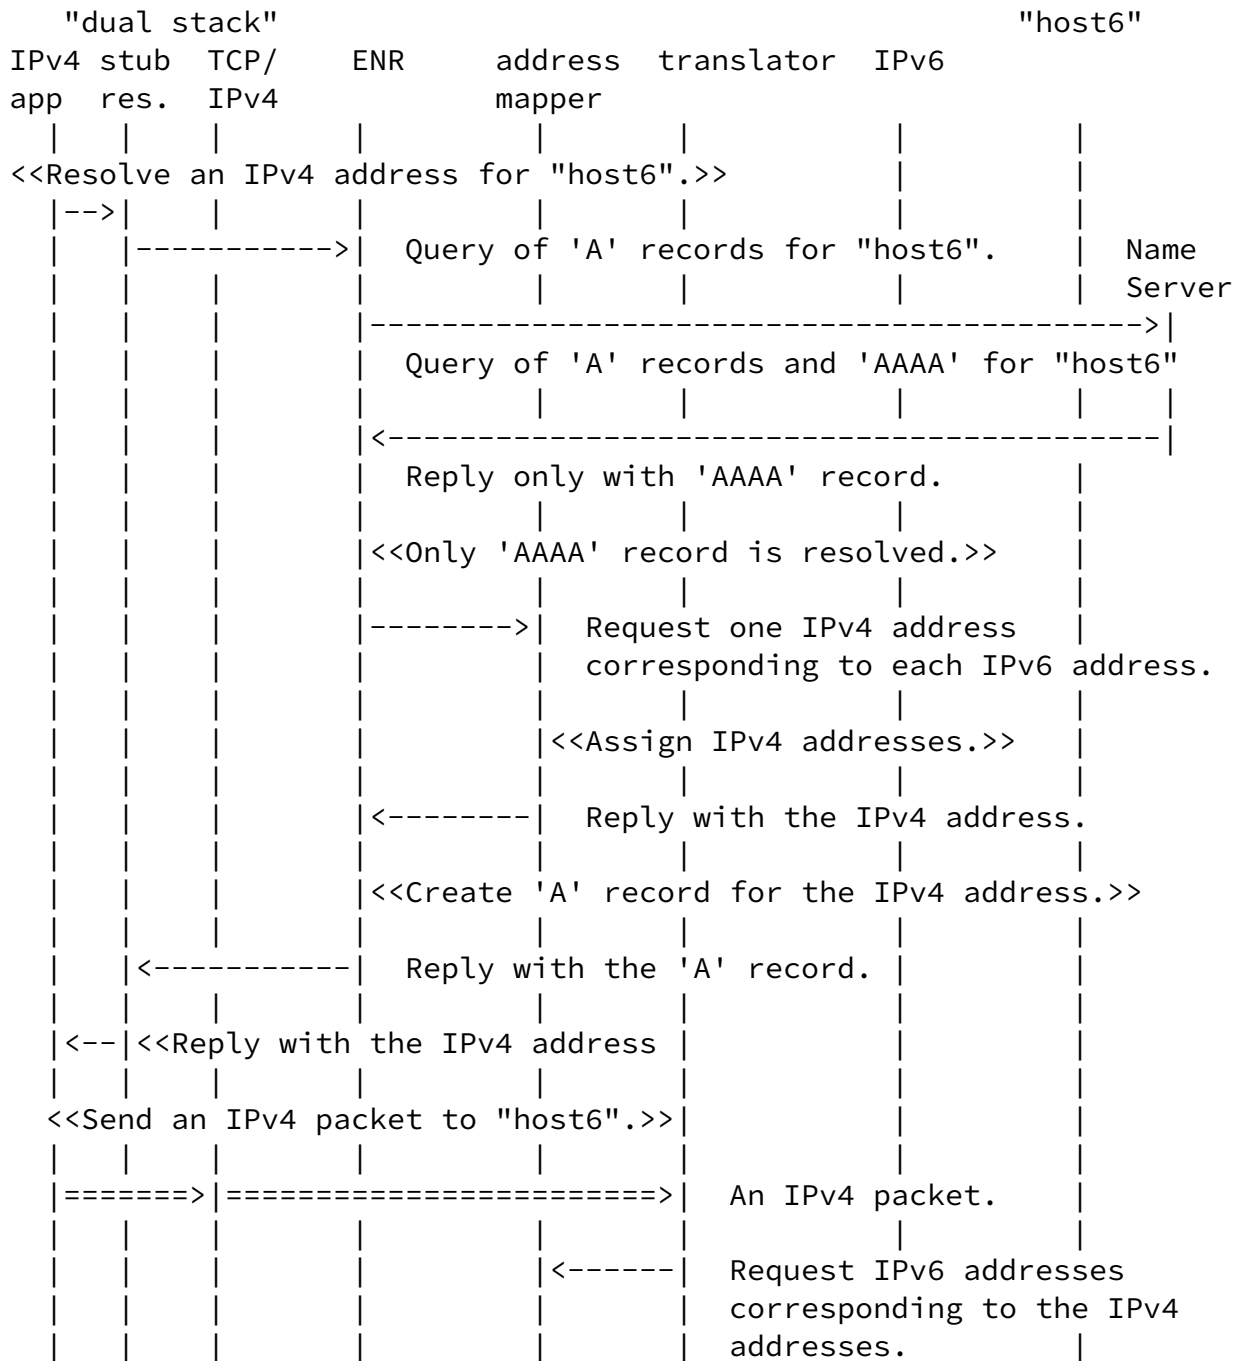 "dual stack" "host6"
IPv4 stub TCP/ ENR address translator IPv6
app res. IPv4 mapper
<<Resolve an IPv4 address for "host6".>>
Query of 'A' records for "host6". Name
Server
Query of 'A' records and 'AAAA' for "host6"
Reply only with 'AAAA' record.
<<Only 'AAAA' record is resolved.>>
Request one IPv4 address
corresponding to each IPv6 address.
<<Assign IPv4 addresses.>>
Reply with the IPv4 address.
<<Create 'A' record for the IPv4 address.>>
Reply with the 'A' record.
<<Reply with the IPv4 address
<<Send an IPv4 packet to "host6".>>
An IPv4 packet.
Request IPv6 addresses
corresponding to the IPv4
addresses.